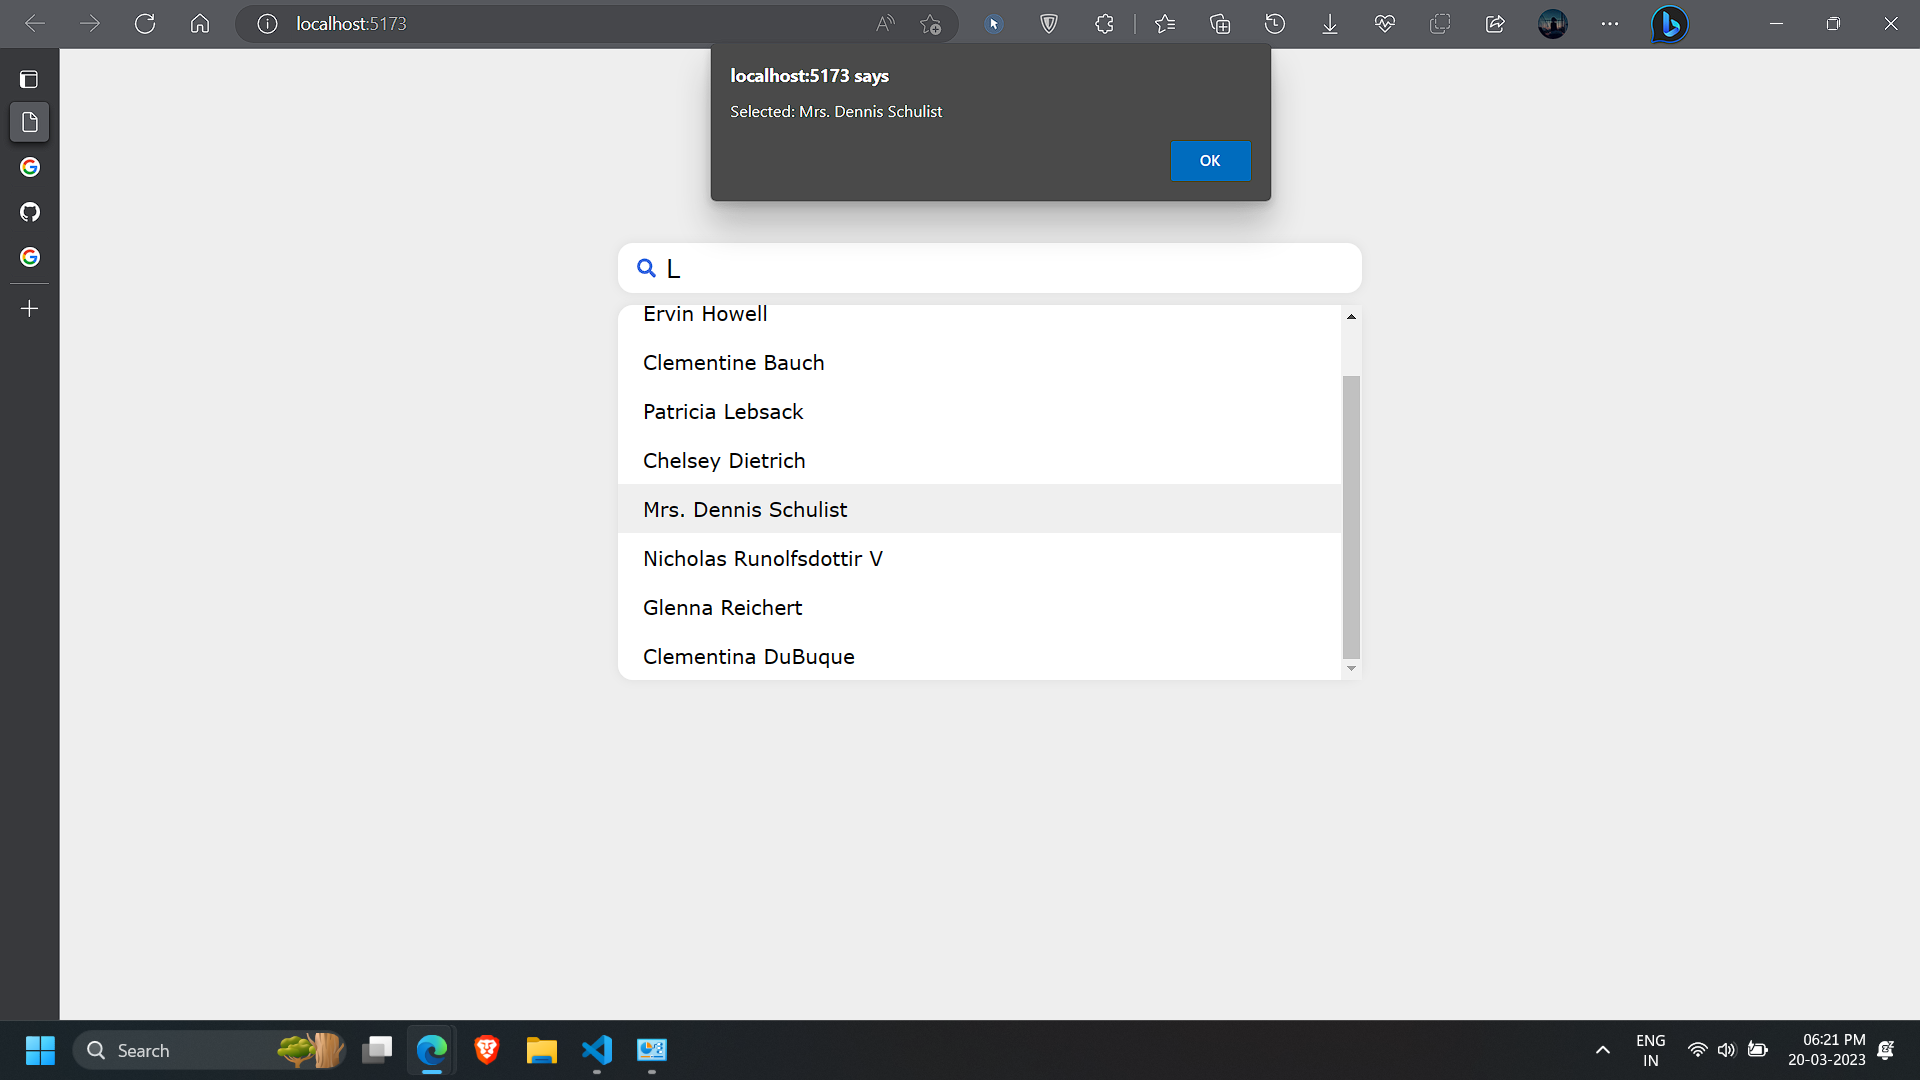 localhost:5173
localhost:5173 says
Selected: Mrs. Dennis Schulist
OK
L
Ervin Howell
Clementine Bauch
Patricia Lebsack
Chelsey Dietrich
Mrs. Dennis Schulist
Nicholas Runolfsdottir V
Glenna Reichert
Clementina DuBuque
Search
ENG
IN
06:21 PM
20-03-2023